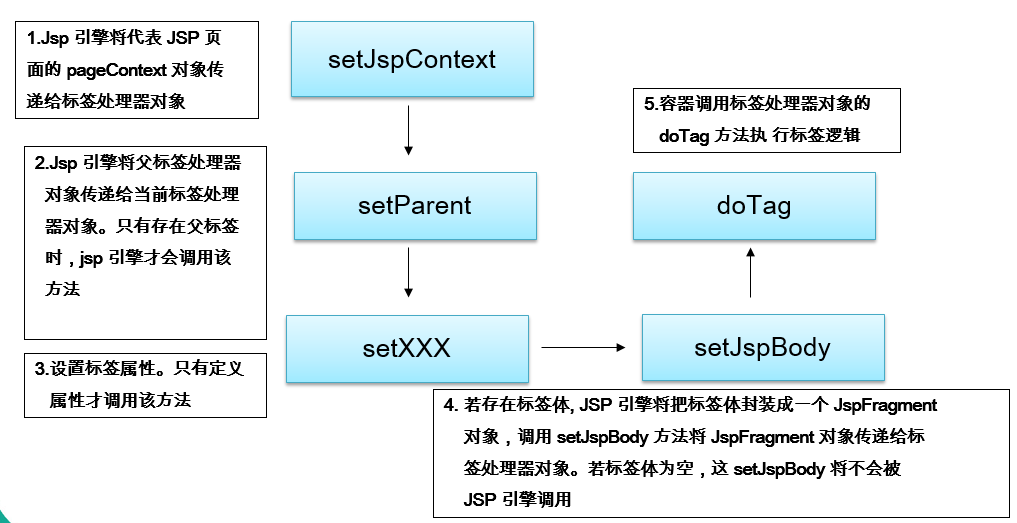 1.Jsp 引擎将代表 JSP 页
面的 pageContext 对象传
递给标签处理器对象
setJspContext
2.Jsp 引擎将父标签处理器
对象传递给当前标签处理
器对象。只有存在父标签
时，jsp 引擎才会调用该
方法
setParent
3.设置标签属性。只有定义
属性才调用该方法
setXXX
4. 若存在标签体, JSP 引擎将把标签体封装成一个 JspFragment
对象，调用 setJspBody 方法将 JspFragment 对象传递给标
签处理器对象。若标签体为空，这 setJspBody 将不会被
JSP 引擎调用
setJspBody
5.容器调用标签处理器对象的
doTag 方法执 行标签逻辑
doTag